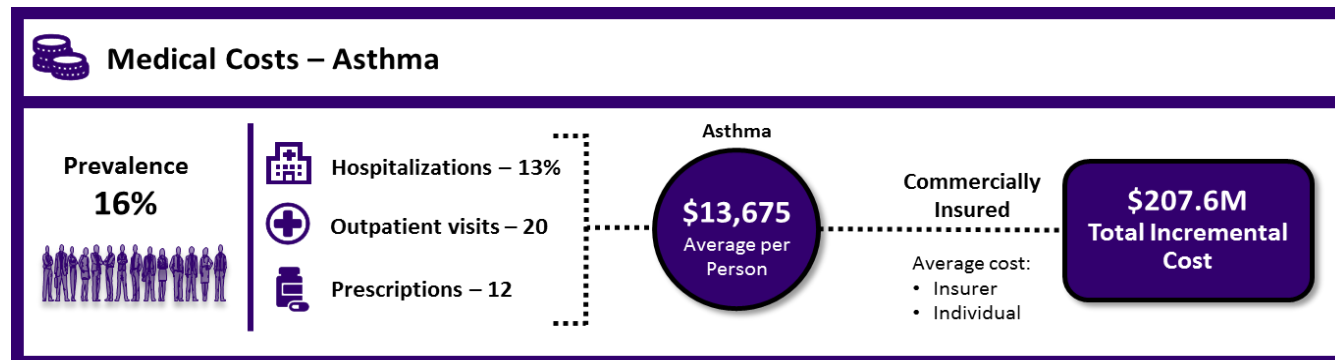 Medical Costs – Asthma
Prevalence
16%
Hospitalizations – 13%
Outpatient visits – 20
Prescriptions – 12
Asthma
$13,675
Average per
Person
Commercially
Insured
Average cost:
• Insurer
• Individual
$207.6M
Total Incremental
Cost